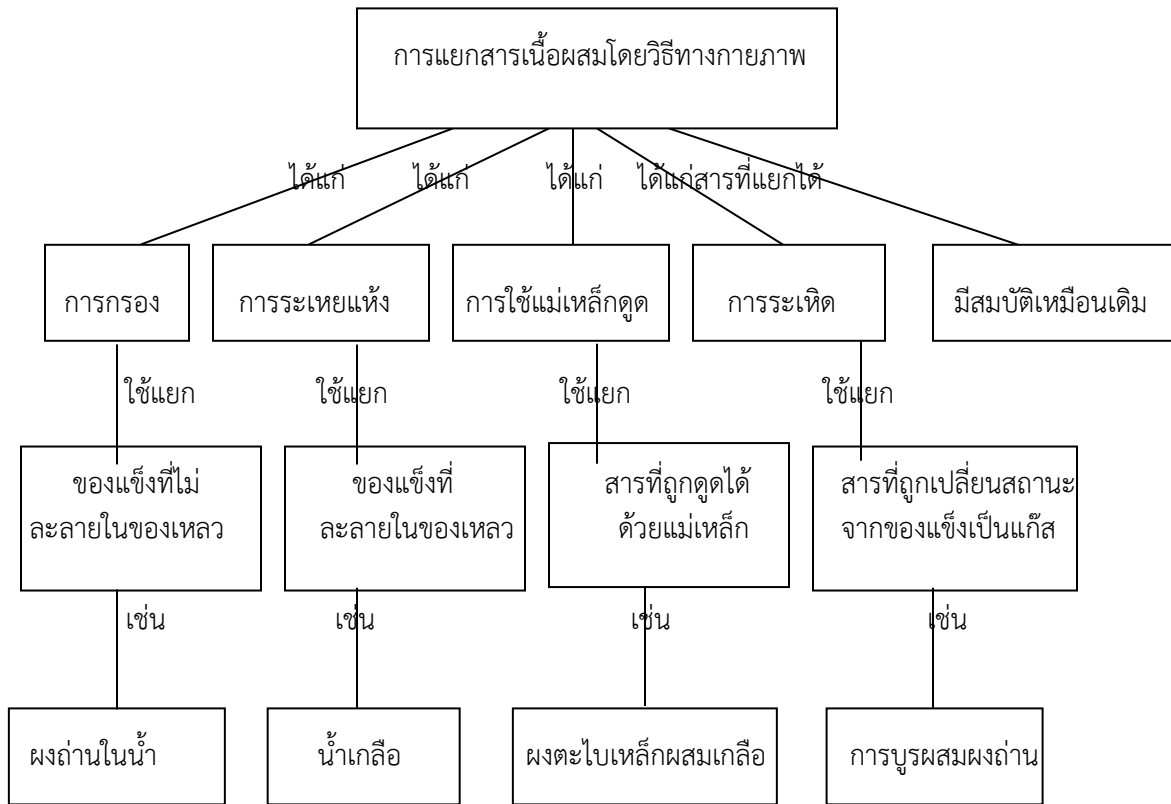 การแยกสารเนื้อผสมโดยวิธีทางกายภาพ
ได้แก่ ได้แก่ ได้แก่ ได้แก่สารที่แยกได้
การกรอง การระเหยแห้ง การใช้แม่เหล็กดูด การระเหิด มีสมบัติเหมือนเดิม
ใช้แยก ใช้แยก ใช้แยก ใช้แยก
ของแข็งที่ไม่ ของแข็งที่ สารที่ถูกดูดได้ สารที่ถูกเปลี่ยนสถานะ
ละลายในของเหลว ละลายในของเหลว ด้วยแม่เหล็ก จากของแข็งเป็นแก๊ส
เช่น เช่น เช่น เช่น
ผงถ่านในน้ำ น้ำเกลือ ผงตะไบเหล็กผสมเกลือ การบูรผสมผงถ่าน